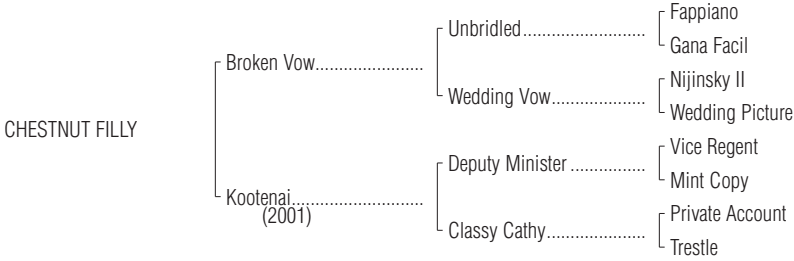 Fappiano
Unbridled..........................
Gana Facil
Broken Vow.......................
Nijinsky II
Wedding Vow....................
Wedding Picture
CHESTNUT FILLY
Vice Regent
Deputy Minister ................
Mint Copy
Kootenai............................
(2001)
Private Account
Classy Cathy.....................
Trestle